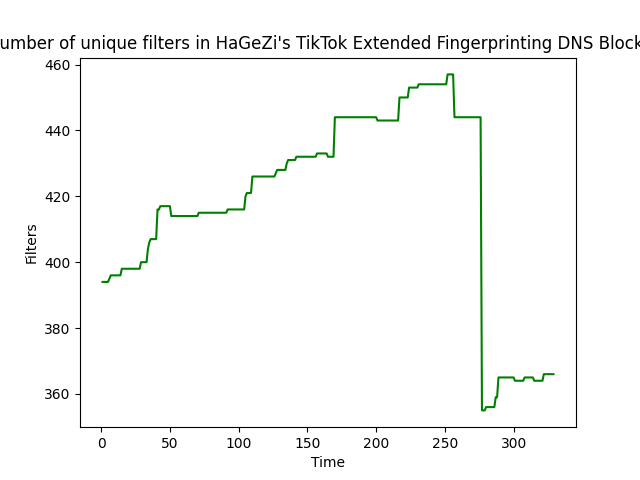 umber of unique filters in HaGeZi's TikTok Extended Fingerprinting DNS Block
460
440
420
400
380
360
Filters
0 50 100 150 200 250 300
Time